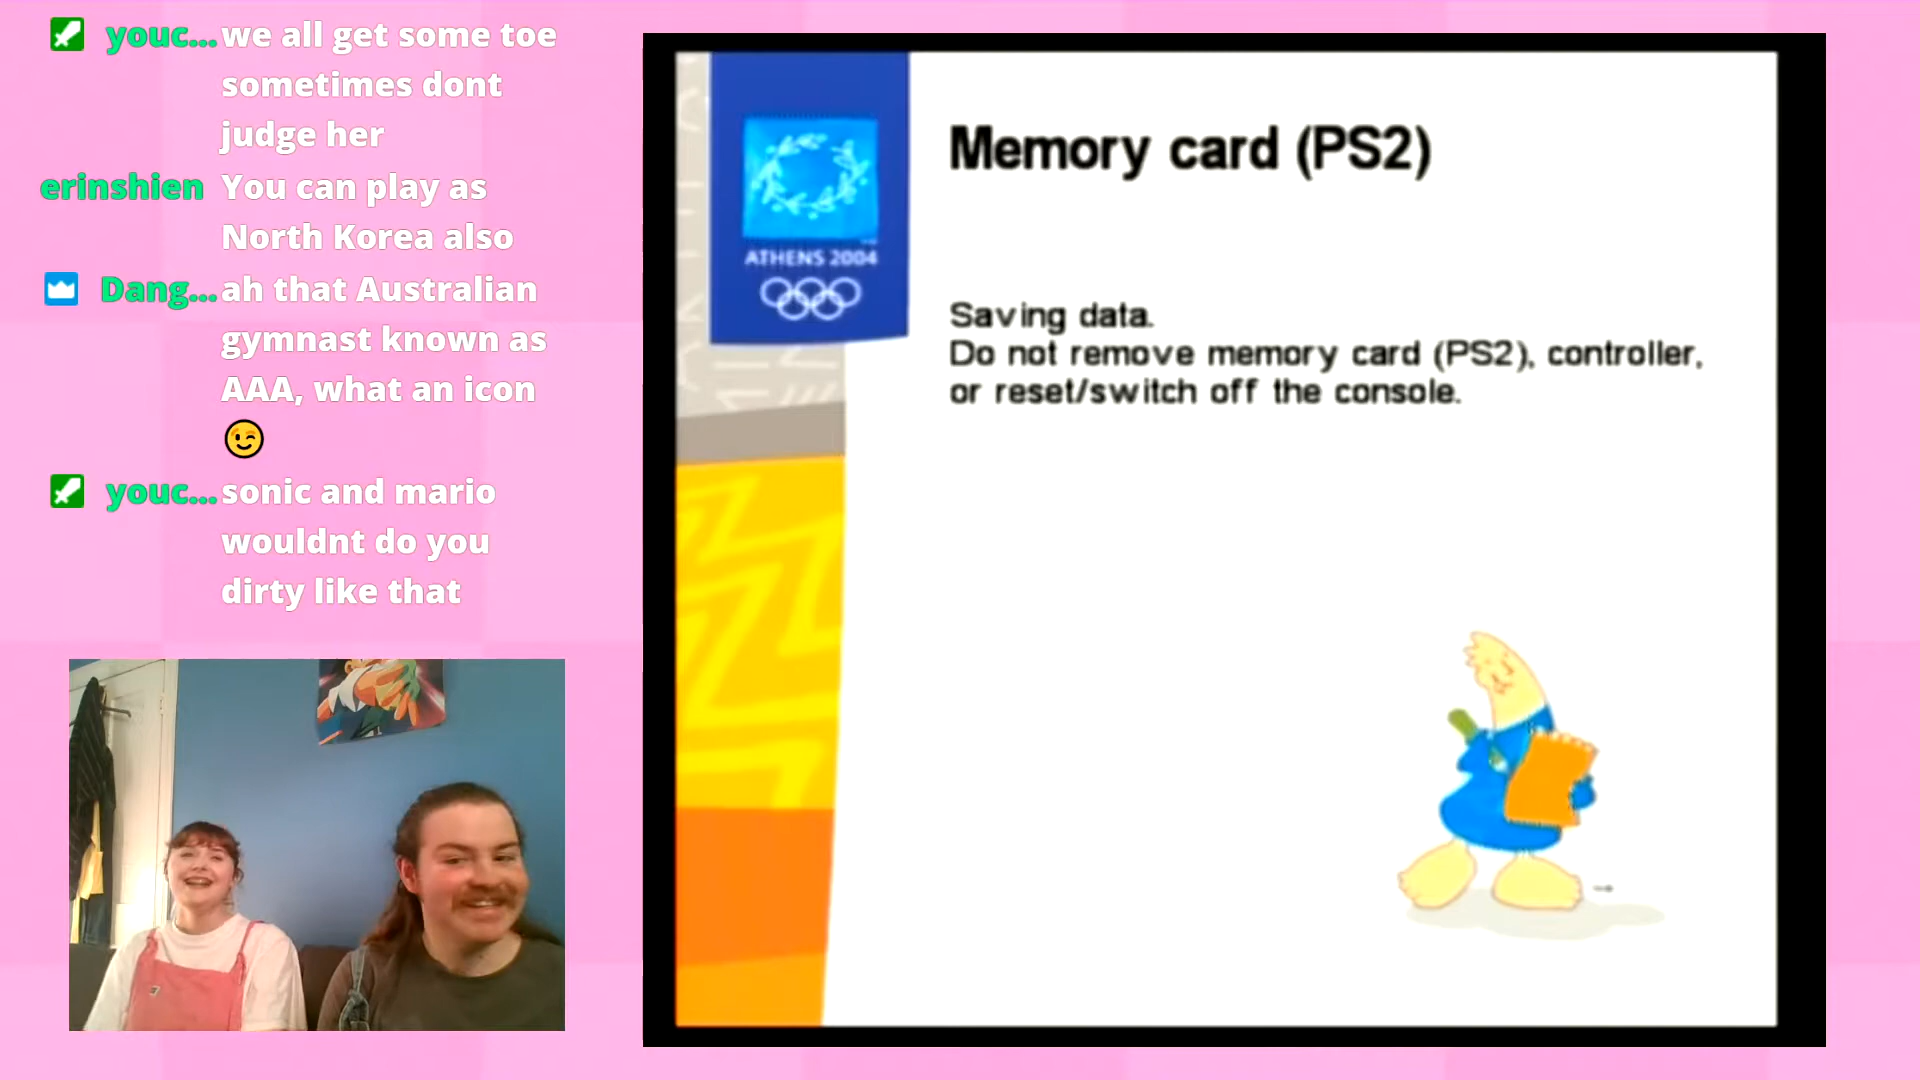 youc... we all get some toe
sometimes dont
judge her
erinshien You can play as
North Korea also
Dang... ah that Australian
gymnast known as
AAA, what an icon
😉
youc... sonic and mario
wouldnt do you
dirty like that
ATHENS 2004
Memory card (PS2)
Saving data.
Do not remove memory card (PS2), controller,
or reset/switch off the console.